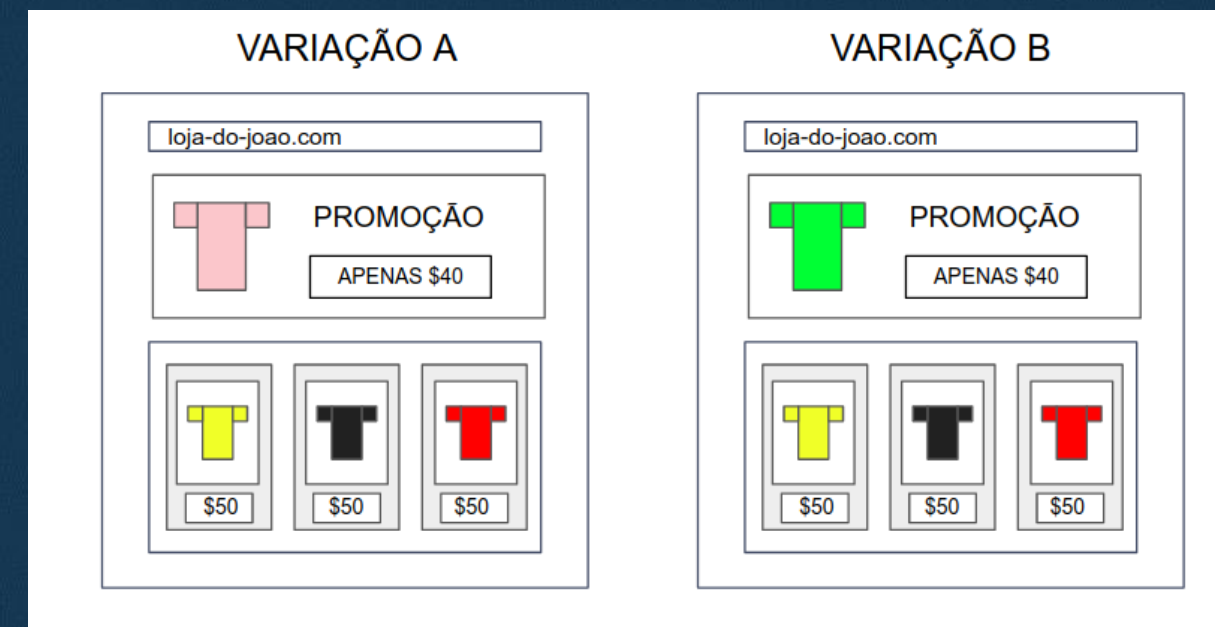 VARIAÇÃO A
loja-do-joao.com
PROMOÇÃO
APENAS $40
$50
$50
$50
VARIAÇÃO B
loja-do-joao.com
PROMOÇÃO
APENAS $40
$50
$50
$50